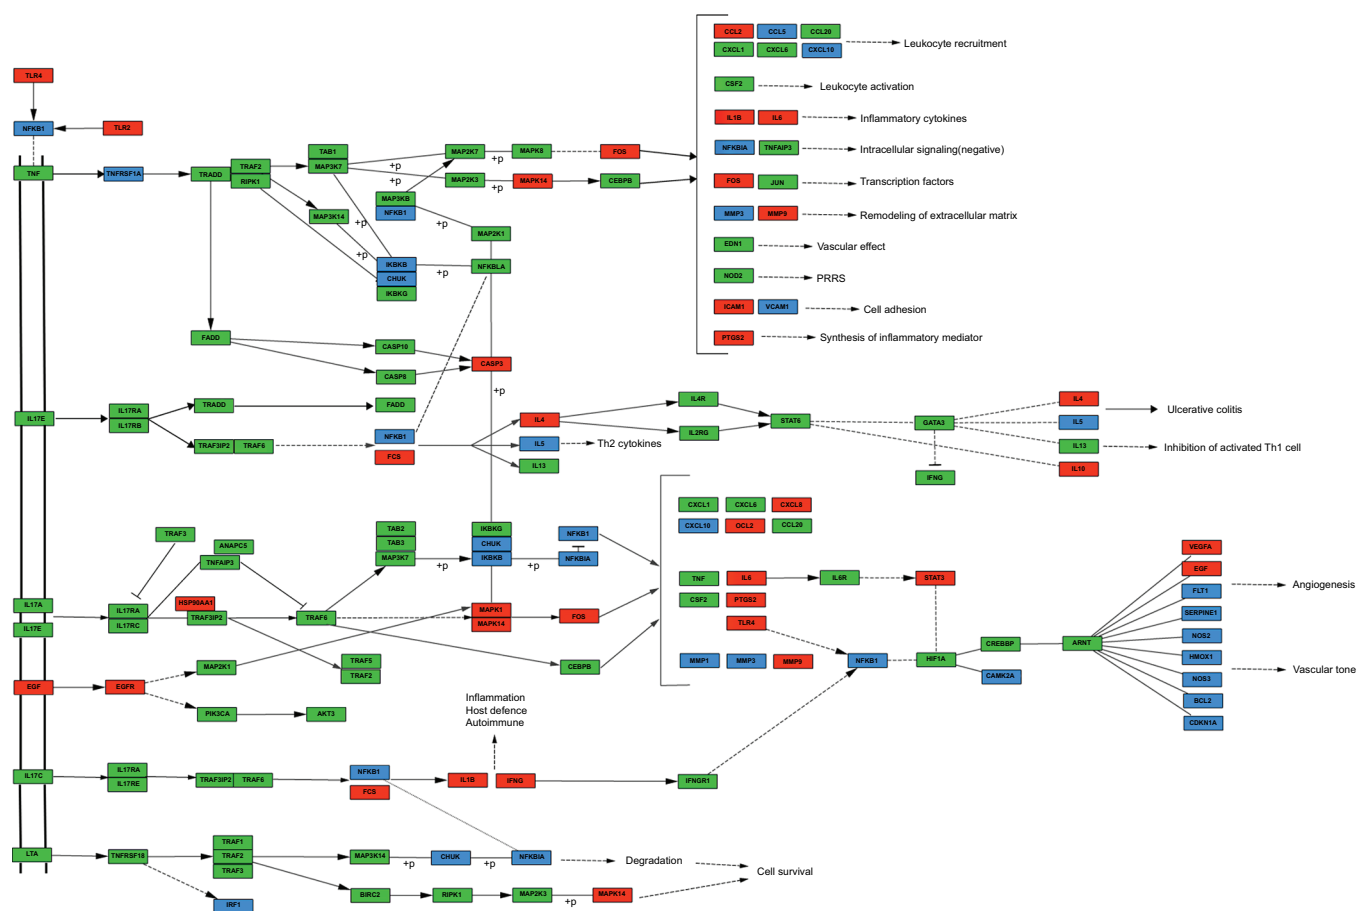 CCL2 CCL5 CCL20
CXCL1 CXCL6 CXCL10
Leukocyte recruitment
TLR4
CSF2
Leukocyte activation
NFKB1
TLR2
IL1B IL6
Inflammatory cytokines
NFKBIA TNFAIP3
Intracellular signaling(negative)
TNF
TNFRSF1A
TRADD
TRAF2
RIPK1
TAB1
MAP3K7
+p
+p
MAP2K7
+p
MAPK8
FOS
MAP2K3
+p
MAPK14
CEBPB
FOS JUN
Transcription factors
MAP3K14
+p
+p
MAP3KB
NFKB1
+p
MAP2K1
MMP3 MMP9
Remodeling of extracellular matrix
EDN1
Vascular effect
IKBKB
CHUK
IKBKG
+p
NFKBLA
NOD2
PRRS
ICAM1 VCAM1
Cell adhesion
FADD
CASP10
CASP8
CASP3
+p
PTGS2
Synthesis of inflammatory mediator
IL17E
IL17RA
IL17RB
TRADD
FADD
TRAF3IP2 TRAF6
NFKB1
FCS
IL4
IL5
Th2 cytokines
IL13
IL4R
IL2RG
STAT6
GATA3
IFNG
IL4
IL5
IL13
IL10
Ulcerative colitis
Inhibition of activated Th1 cell
TRAF3
ANAPC5
TNFAIP3
TAB2
TAB3
MAP3K7
+p
IKBKG
CHUK
IKBKB
+p
NFKB1
NFKBIA
CXCL1 CXCL6 CXCL8
CXCL10 OCL2 CCL20
IL17A
IL17E
IL17RA
IL17RC
HSP90AA1
TRAF3IP2
TRAF6
MAPK1
MAPK14
FOS
TNF
CSF2
IL6
PTGS2
TLR4
IL6R
STAT3
MMP1 MMP3 MMP9
NFKB1
HIF1A
CREBBP
CAMK2A
ARNT
VEGFA
EGF
FLT1
SERPINE1
NOS2
HMOX1
NOS3
BCL2
CDKN1A
Angiogenesis
Vascular tone
MAP2K1
TRAF5
TRAF2
CEBPB
EGF
EGFR
PIK3CA
AKT3
Inflammation
Host defence
Autoimmune
IL17C
IL17RA
IL17RE
TRAF3IP2 TRAF6
NFKB1
FCS
IL1B
IFNG
IFNGR1
LTA
TNFRSF18
TRAF1
TRAF2
TRAF3
MAP3K14
+p
CHUK
+p
NFKBIA
Degradation
Cell survival
IRF1
BIRC2
RIPK1
MAP2K3
+p
MAPK14